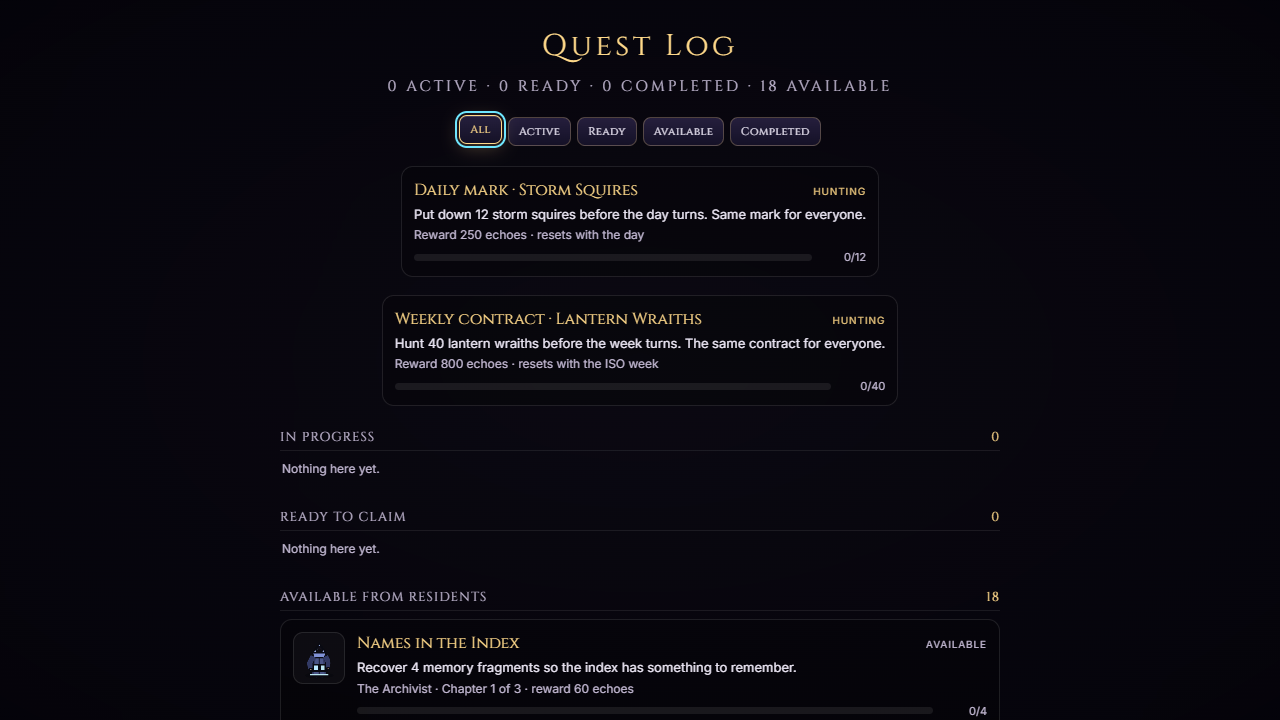 Quest Log
0 ACTIVE · 0 READY · 0 COMPLETED · 18 AVAILABLE
All Active Ready Available Completed
Daily mark · Storm Squires HUNTING
Put down 12 storm squires before the day turns. Same mark for everyone.
Reward 250 echoes · resets with the day
0/12
Weekly contract · Lantern Wraiths HUNTING
Hunt 40 lantern wraiths before the week turns. The same contract for everyone.
Reward 800 echoes · resets with the ISO week
0/40
IN PROGRESS 0
Nothing here yet.
READY TO CLAIM 0
Nothing here yet.
AVAILABLE FROM RESIDENTS 18
Names in the Index AVAILABLE
Recover 4 memory fragments so the index has something to remember.
The Archivist · Chapter 1 of 3 · reward 60 echoes
0/4